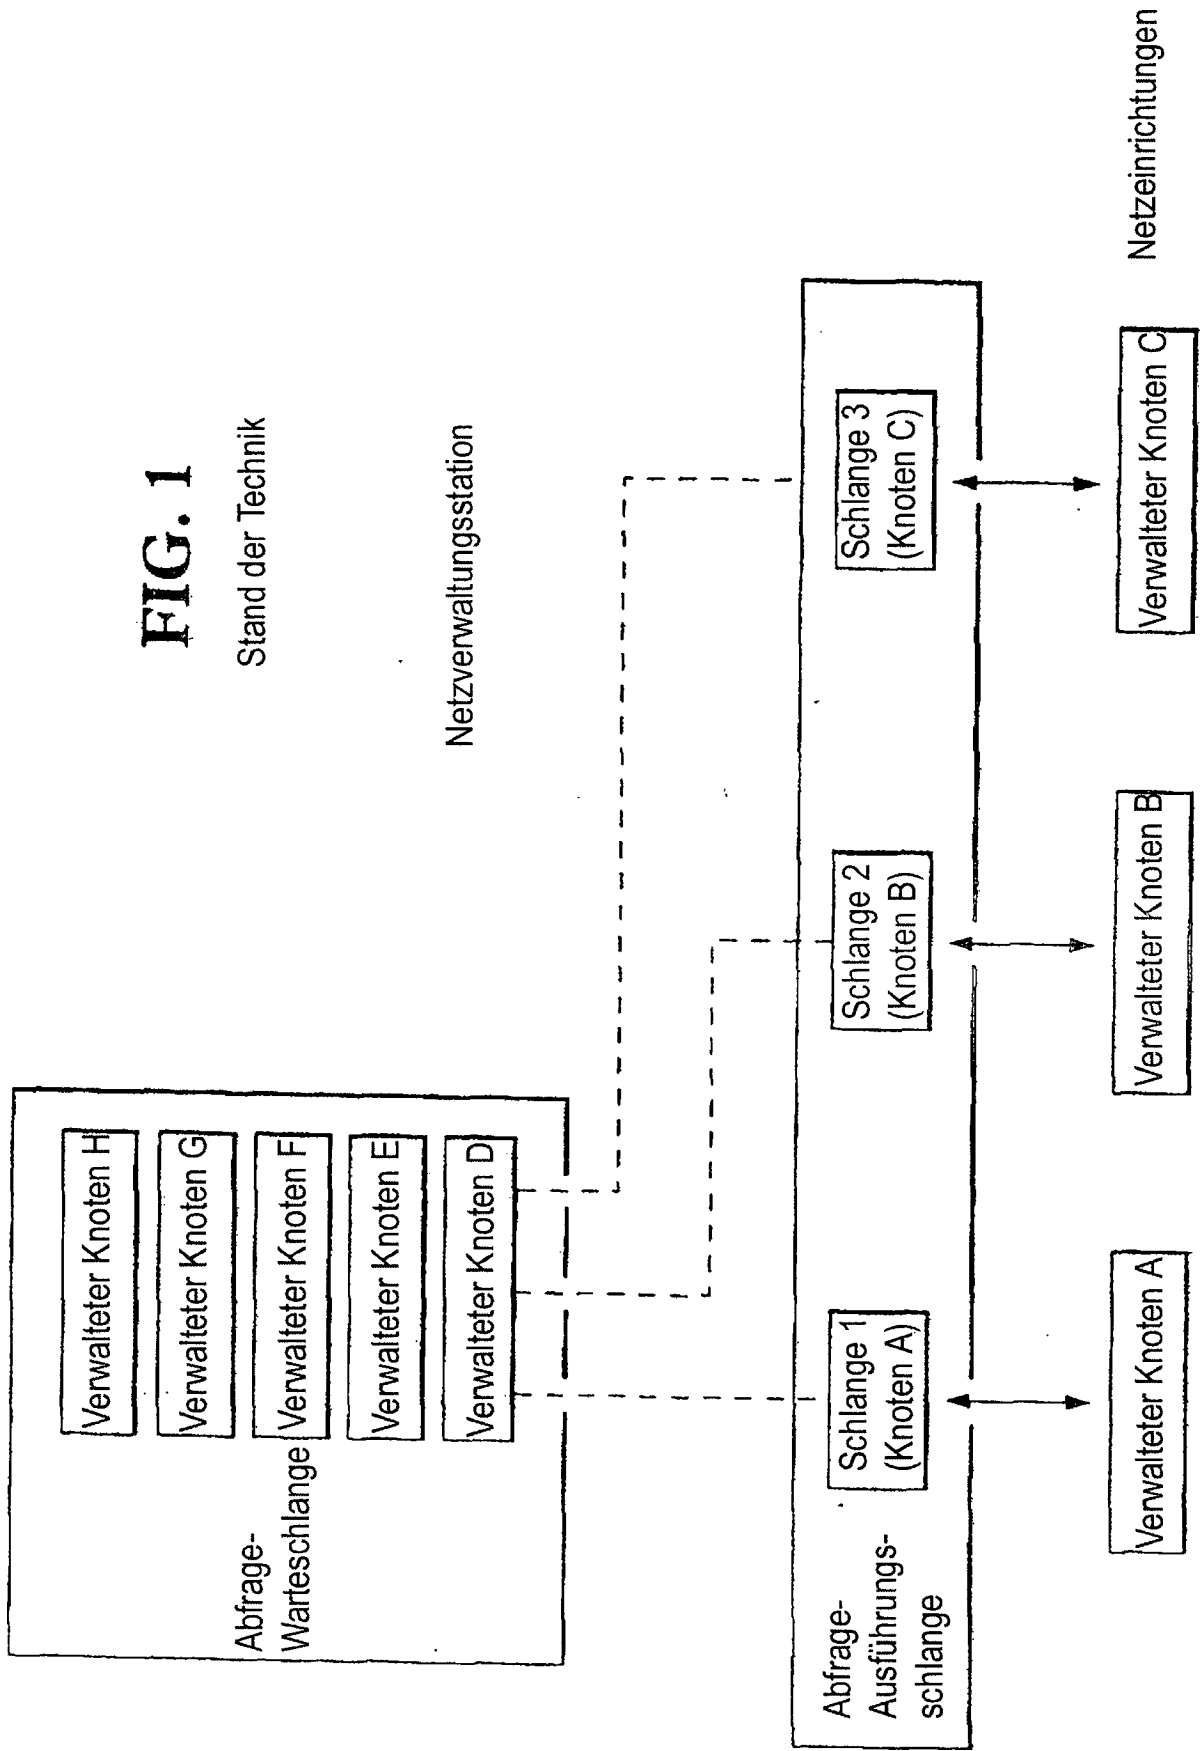 FIG. 1
Stand der Technik
Netzverwaltungsstation
Abfrage-
Warteschlange
Verwalteter Knoten H
Verwalteter Knoten G
Verwalteter Knoten F
Verwalteter Knoten E
Verwalteter Knoten D
Abfrage-
Ausführungs-
schlange
Schlange 1
(Knoten A)
Schlange 2
(Knoten B)
Schlange 3
(Knoten C)
Verwalteter Knoten A
Verwalteter Knoten B
Verwalteter Knoten C
Netzeinrichtungen